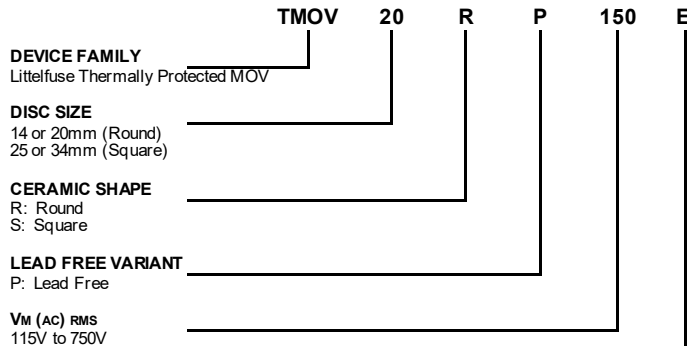 TMOV 20 R P 150 E
DEVICE FAMILY
Littelfuse Thermally Protected MOV
DISC SIZE
14 or 20mm (Round)
25 or 34mm (Square)
CERAMIC SHAPE
R: Round
S: Square
LEAD FREE VARIANT
P: Lead Free
VM (AC) RMS
115V to 750V